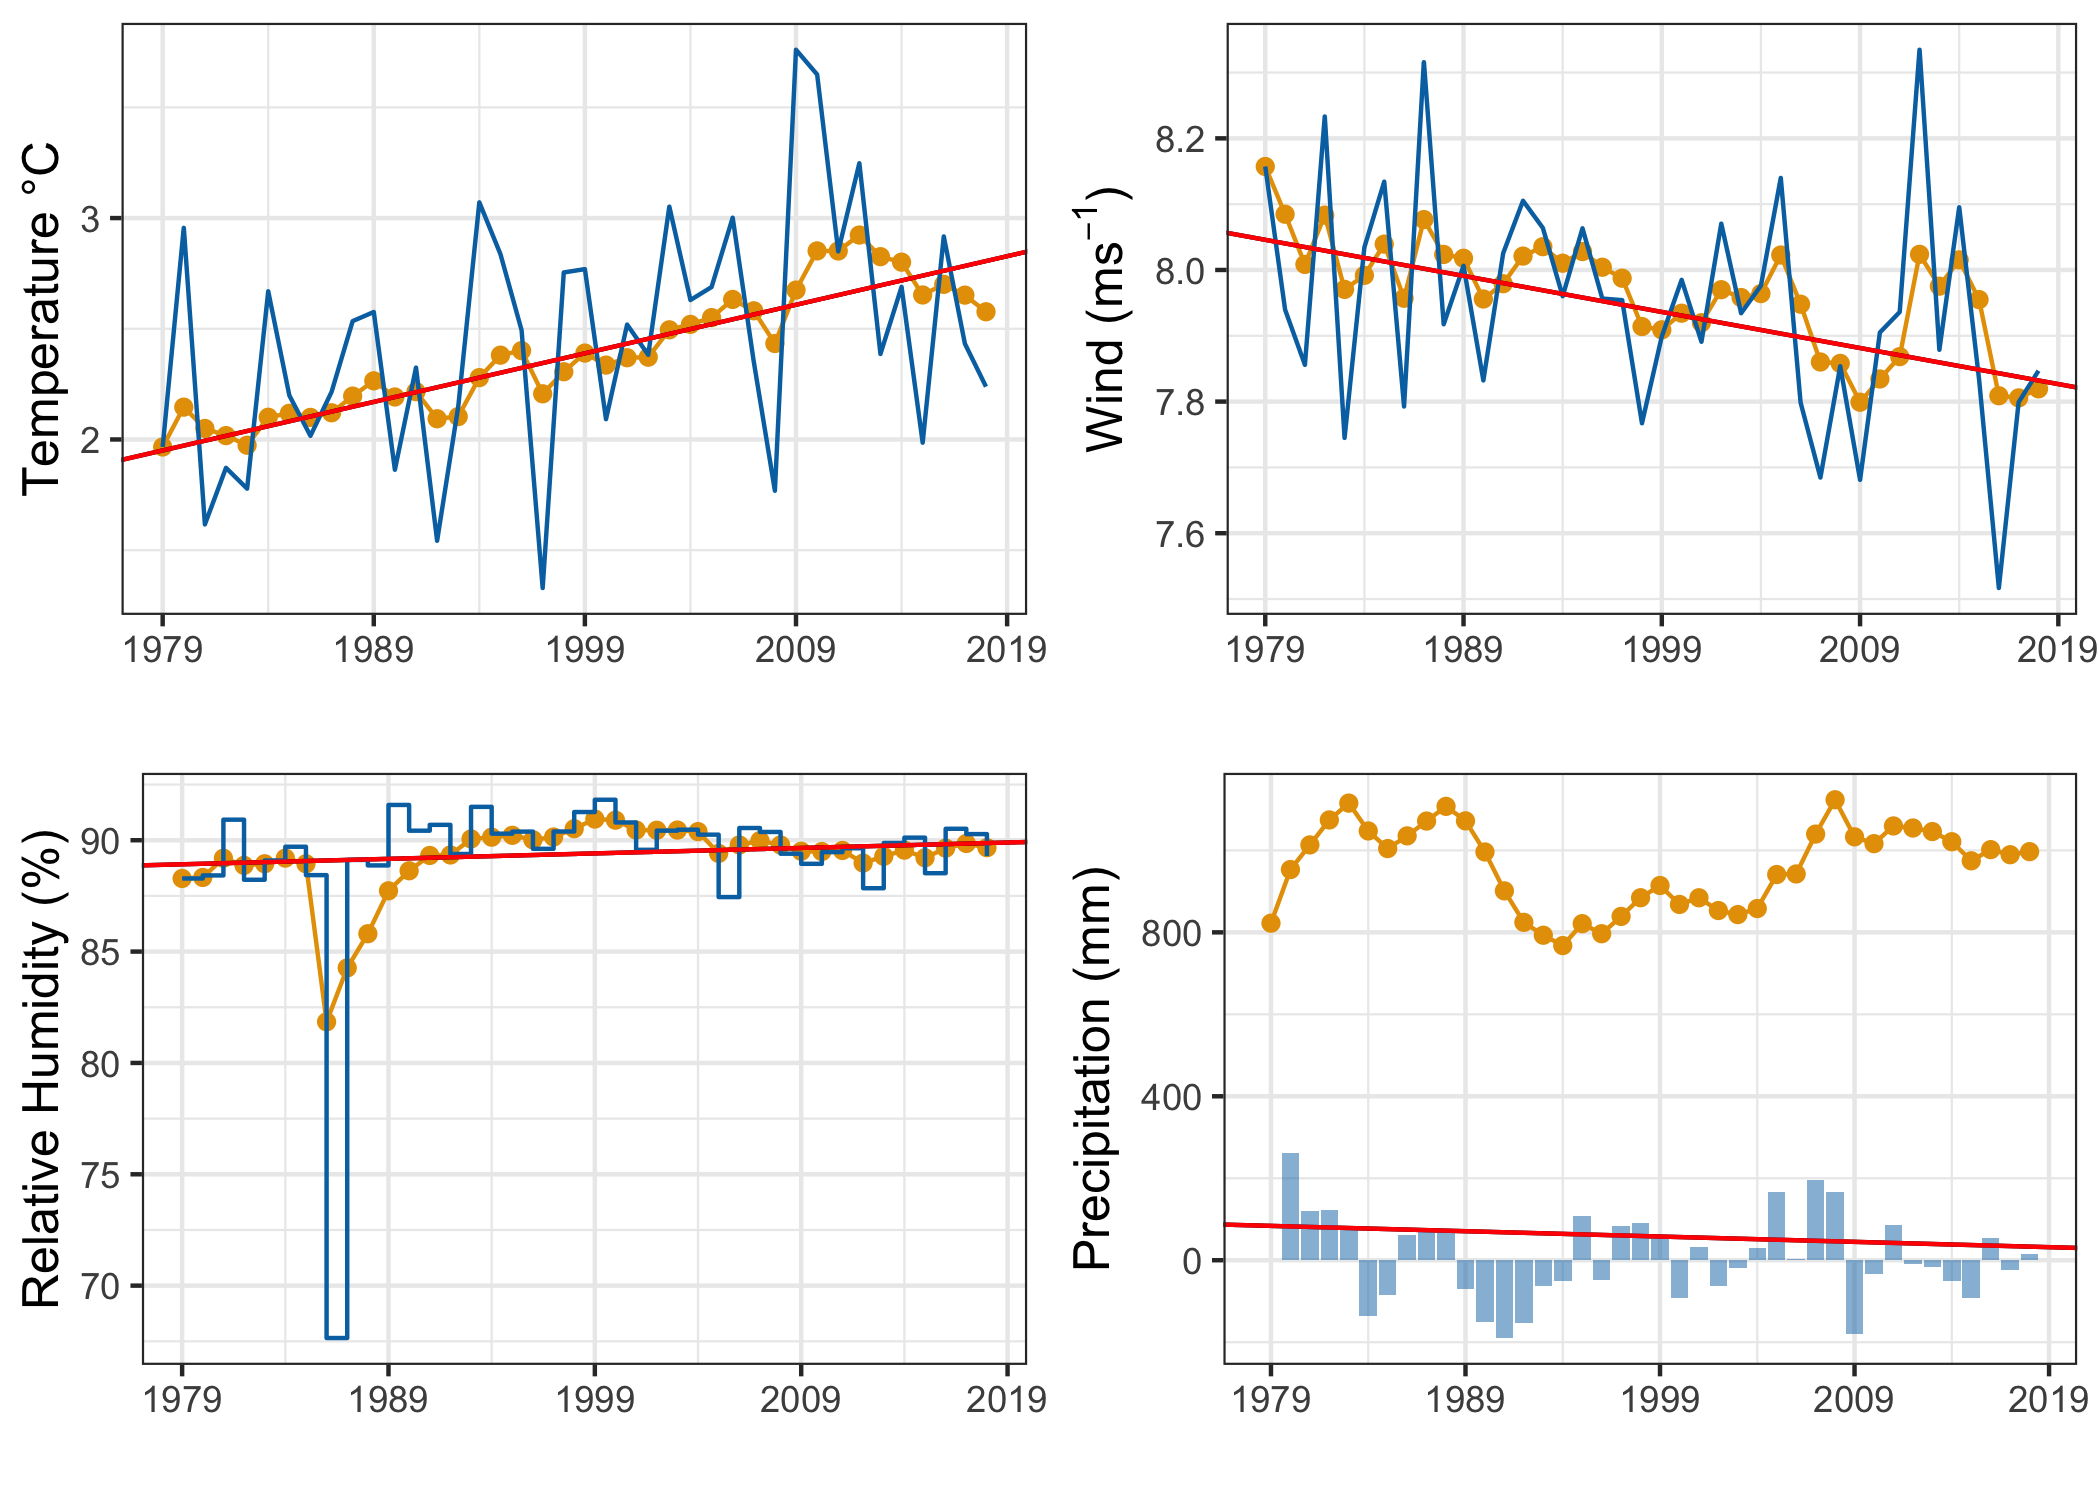 Temperature °C
3
2
1979 1989 1999 2009 2019
Wind (ms⁻¹)
8.2
8.0
7.8
7.6
1979 1989 1999 2009 2019
Relative Humidity (%)
90
85
80
75
70
1979 1989 1999 2009 2019
Precipitation (mm)
800
400
0
1979 1989 1999 2009 2019